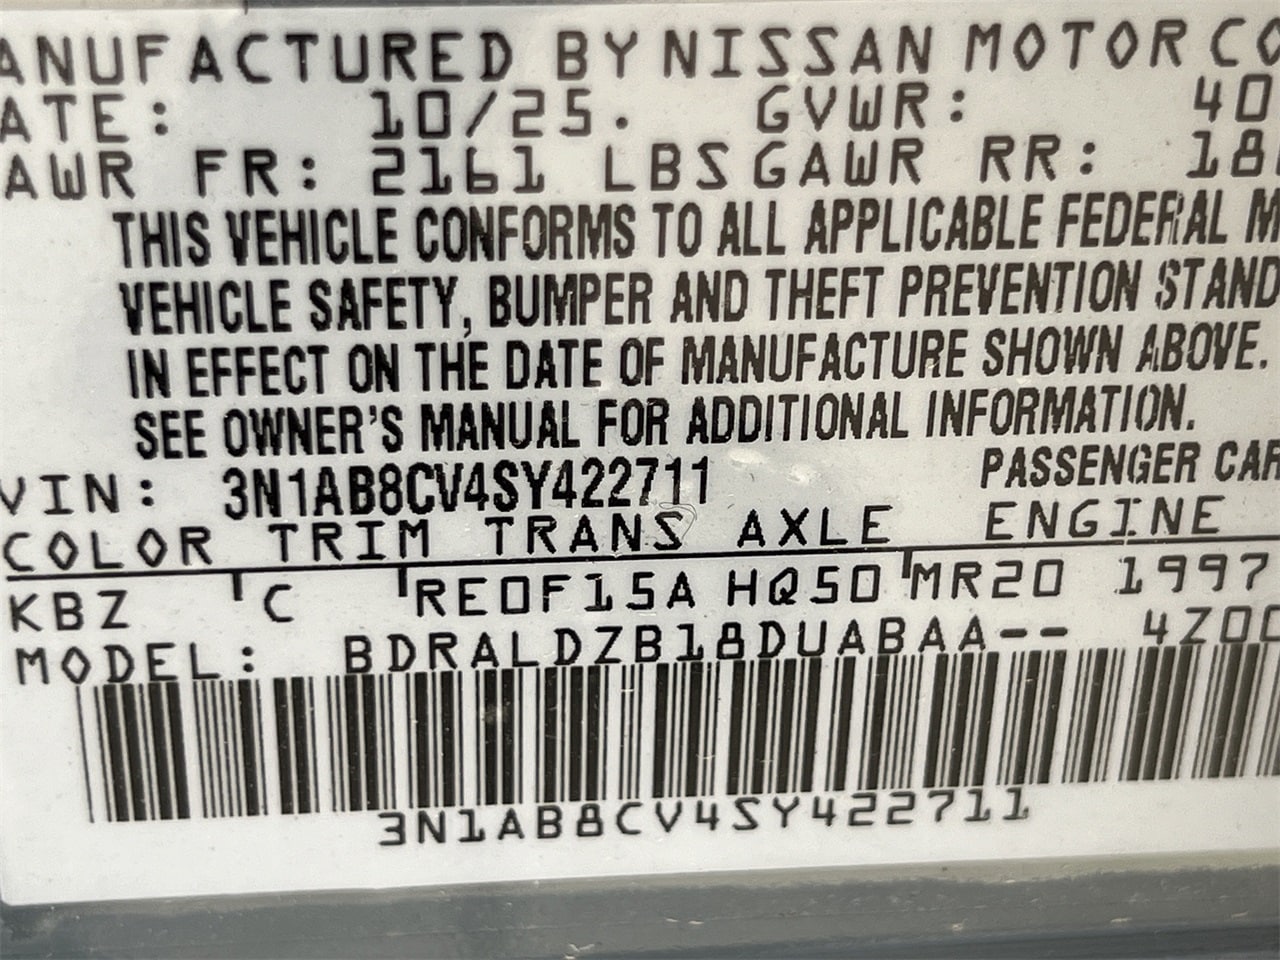 ANUFACTURED BY NISSAN MOTOR CO
ATE: 10/25. GVWR: 40
AWR FR: 2161 LBS GAWR RR: 18
THIS VEHICLE CONFORMS TO ALL APPLICABLE FEDERAL M
VEHICLE SAFETY, BUMPER AND THEFT PREVENTION STAND
IN EFFECT ON THE DATE OF MANUFACTURE SHOWN ABOVE.
SEE OWNER'S MANUAL FOR ADDITIONAL INFORMATION.
VIN: 3N1AB8CV4SY422711 PASSENGER CAR
COLOR TRIM TRANS AXLE ENGINE
KBZ C RE0F15A HQ50 MR20 1997
MODEL: BDRALDZB18DUABAA-- 4Z00
3N1AB8CV4SY422711